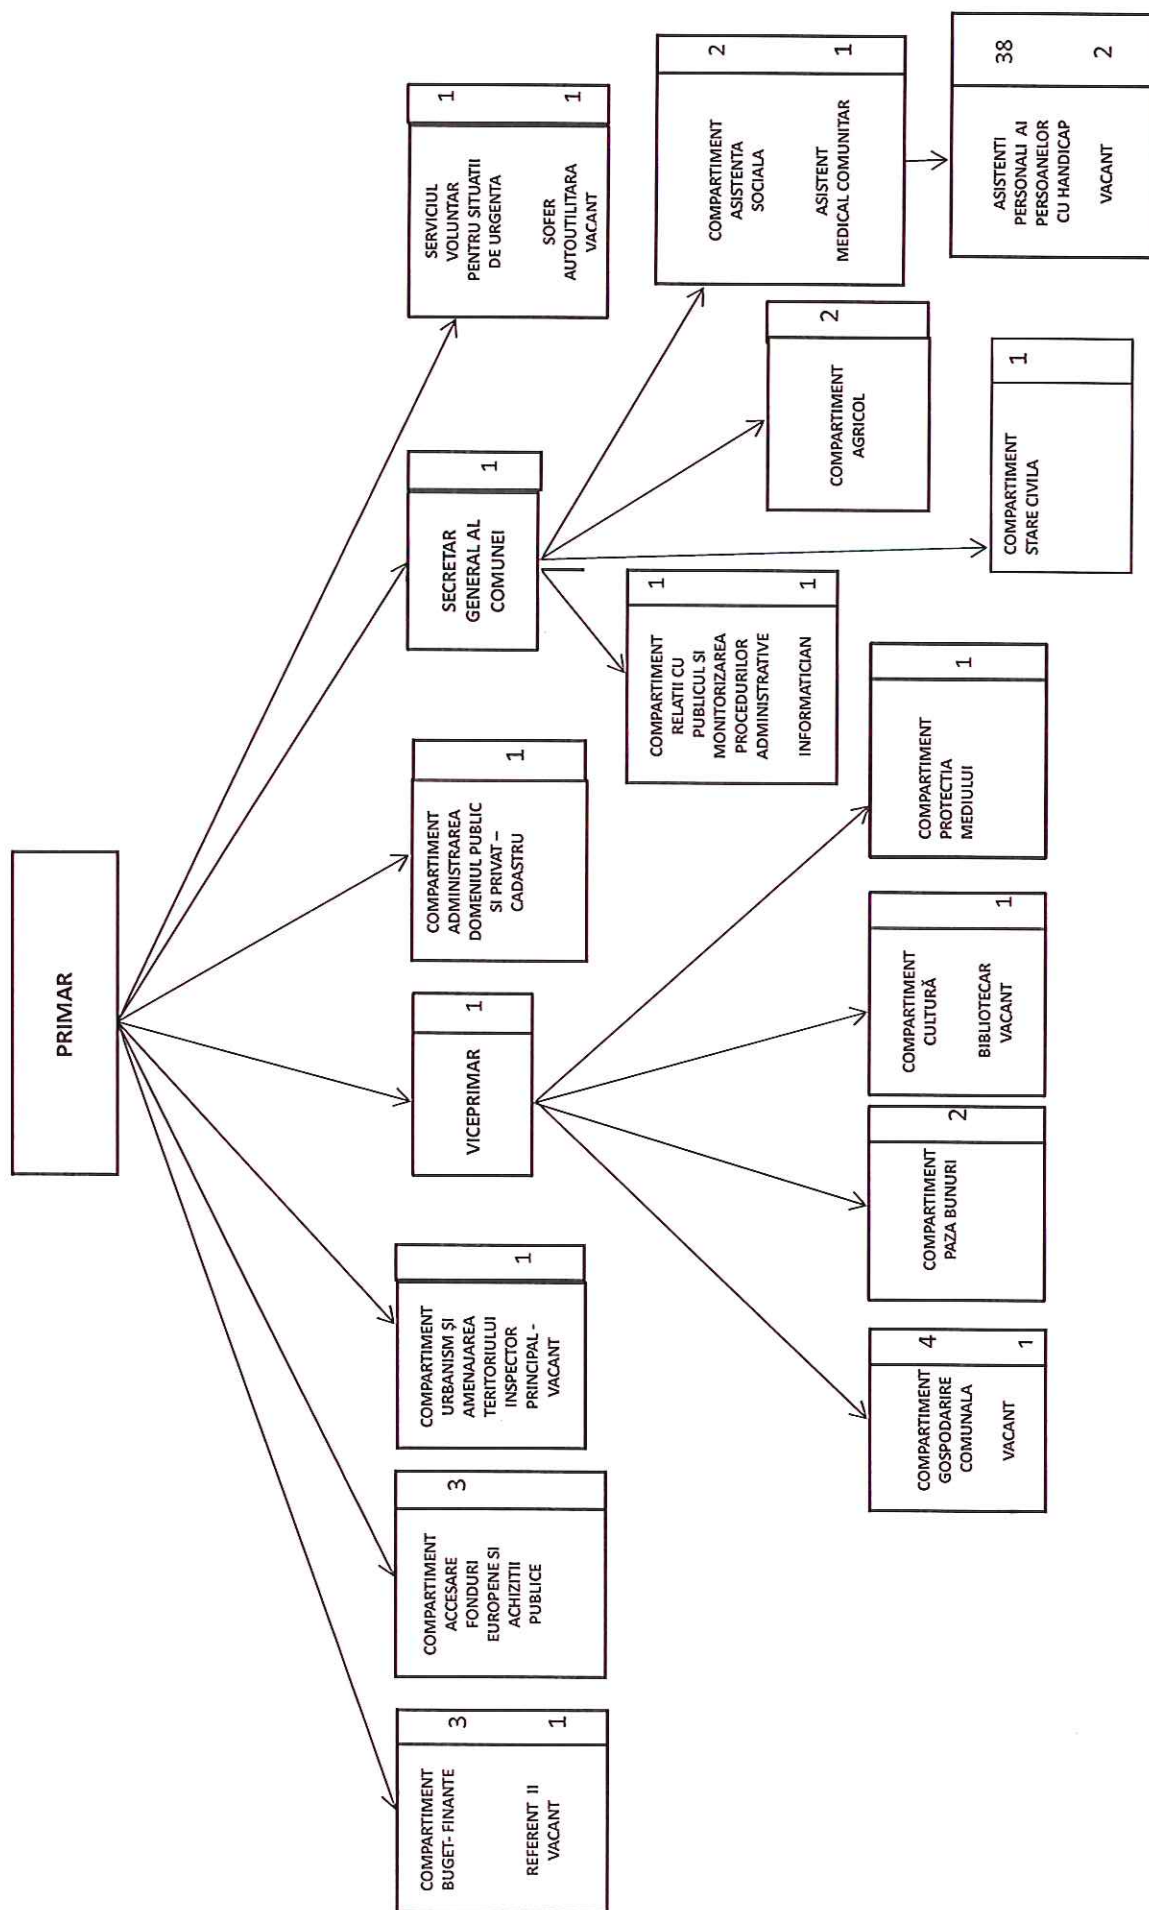 PRIMAR
COMPARTIMENT
BUGET- FINANTE
3
REFERENT II
VACANT
1
COMPARTIMENT
ACCESARE
FONDURI
EUROPENE SI
ACHIZITII
PUBLICE
3
COMPARTIMENT
URBANISM ȘI
AMENAJAREA
TERITORIULUI
INSPECTOR
PRINCIPAL -
VACANT
1
VICEPRIMAR
1
COMPARTIMENT
ADMINISTRAREA
DOMENIUL PUBLIC
SI PRIVAT –
CADASTRU
1
SECRETAR
GENERAL AL
COMUNEI
1
SERVICIUL
VOLUNTAR
PENTRU SITUATII
DE URGENTA
1
SOFER
AUTOUTILITARA
VACANT
1
COMPARTIMENT
RELATII CU
PUBLICUL SI
MONITORIZAREA
PROCEDURILOR
ADMINISTRATIVE
1
INFORMATICIAN
1
COMPARTIMENT
ASISTENTA
SOCIALA
2
ASISTENT
MEDICAL COMUNITAR
1
COMPARTIMENT
AGRICOL
2
COMPARTIMENT
GOSPODARIRE
COMUNALA
4
VACANT
1
COMPARTIMENT
PAZA BUNURI
2
COMPARTIMENT
CULTURĂ
BIBLIOTECAR
VACANT
1
COMPARTIMENT
PROTECTIA
MEDIULUI
1
COMPARTIMENT
STARE CIVILA
1
ASISTENTI
PERSONALI AI
PERSOANELOR
CU HANDICAP
38
VACANT
2